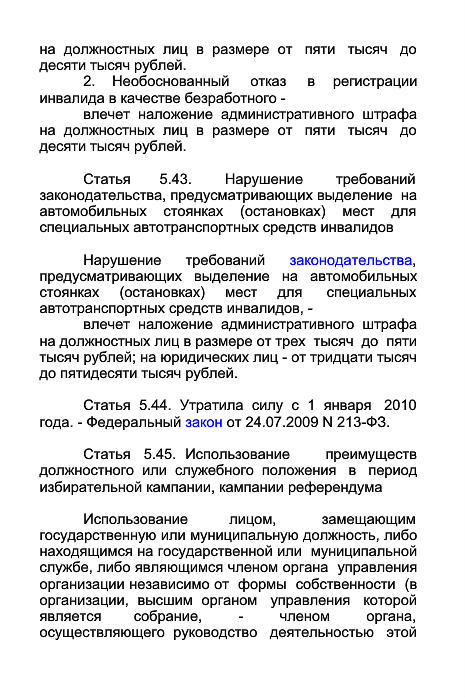 на должностных лиц в размере от пяти тысяч до
десяти тысяч рублей.
2. Необоснованный отказ в регистрации
инвалида в качестве безработного -
влечет наложение административного штрафа
на должностных лиц в размере от пяти тысяч до
десяти тысяч рублей.
Статья 5.43. Нарушение требований
законодательства, предусматривающих выделение на
автомобильных стоянках (остановках) мест для
специальных автотранспортных средств инвалидов
Нарушение требований законодательства,
предусматривающих выделение на автомобильных
стоянках (остановках) мест для специальных
автотранспортных средств инвалидов, -
влечет наложение административного штрафа
на должностных лиц в размере от трех тысяч до пяти
тысяч рублей; на юридических лиц - от тридцати тысяч
до пятидесяти тысяч рублей.
Статья 5.44. Утратила силу с 1 января 2010
года. - Федеральный закон от 24.07.2009 N 213-ФЗ.
Статья 5.45. Использование преимуществ
должностного или служебного положения в период
избирательной кампании, кампании референдума
Использование лицом, замещающим
государственную или муниципальную должность, либо
находящимся на государственной или муниципальной
службе, либо являющимся членом органа управления
организации независимо от формы собственности (в
организации, высшим органом управления которой
является собрание, - членом органа,
осуществляющего руководство деятельностью этой